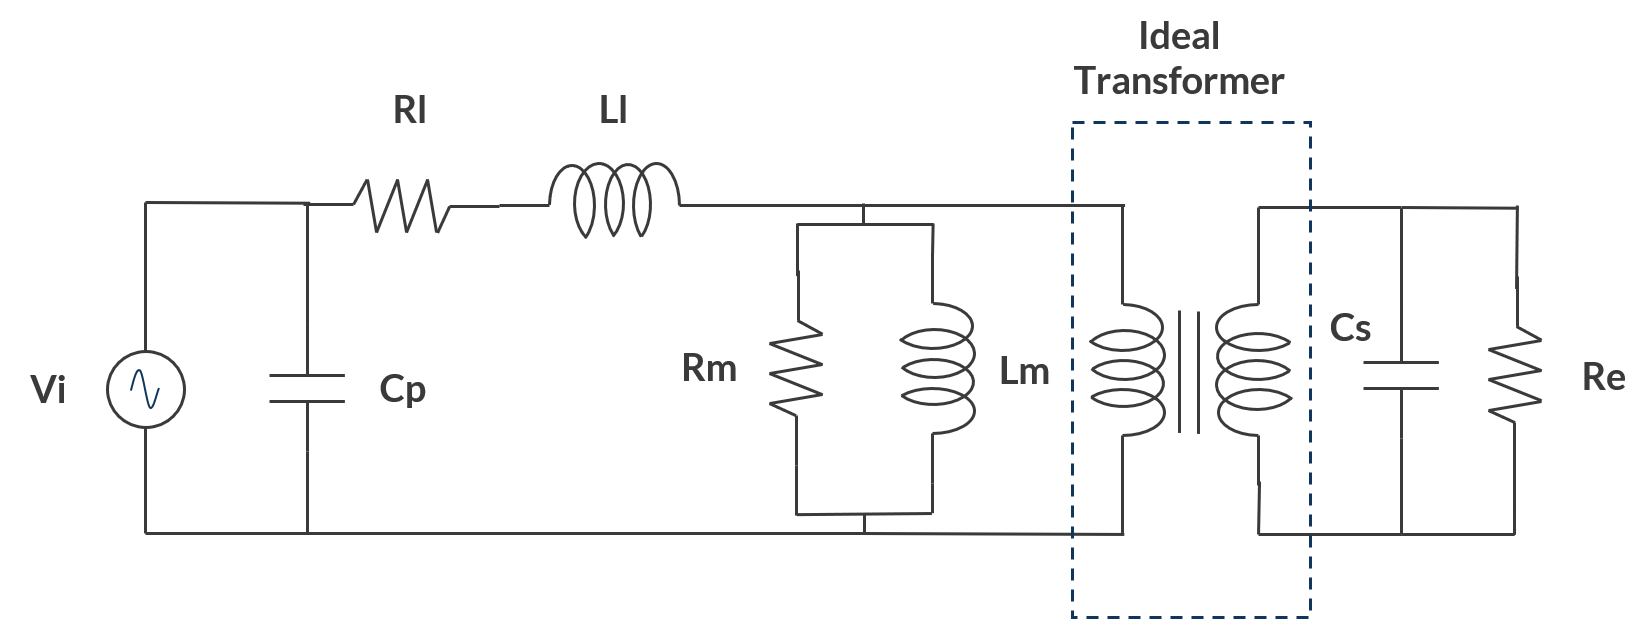 Ideal
Transformer
Rl
Ll
Vi
Cp
Rm
Lm
Cs
Re